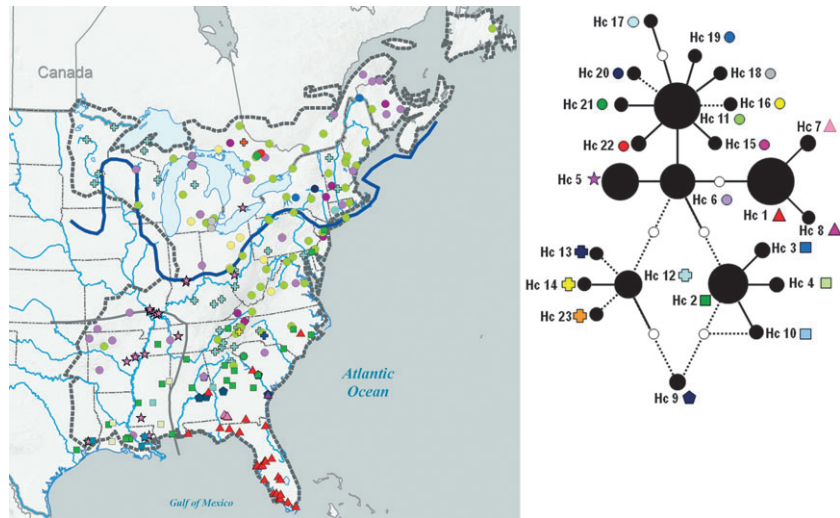 Canada
Atlantic
Ocean
Gulf of Mexico
Hc 17
Hc 19
Hc 20
Hc 18
Hc 21
Hc 16
Hc 11
Hc 7
Hc 22
Hc 15
Hc 5
Hc 6
Hc 1
Hc 8
Hc 13
Hc 3
Hc 12
Hc 14
Hc 4
Hc 2
Hc 23
Hc 10
Hc 9